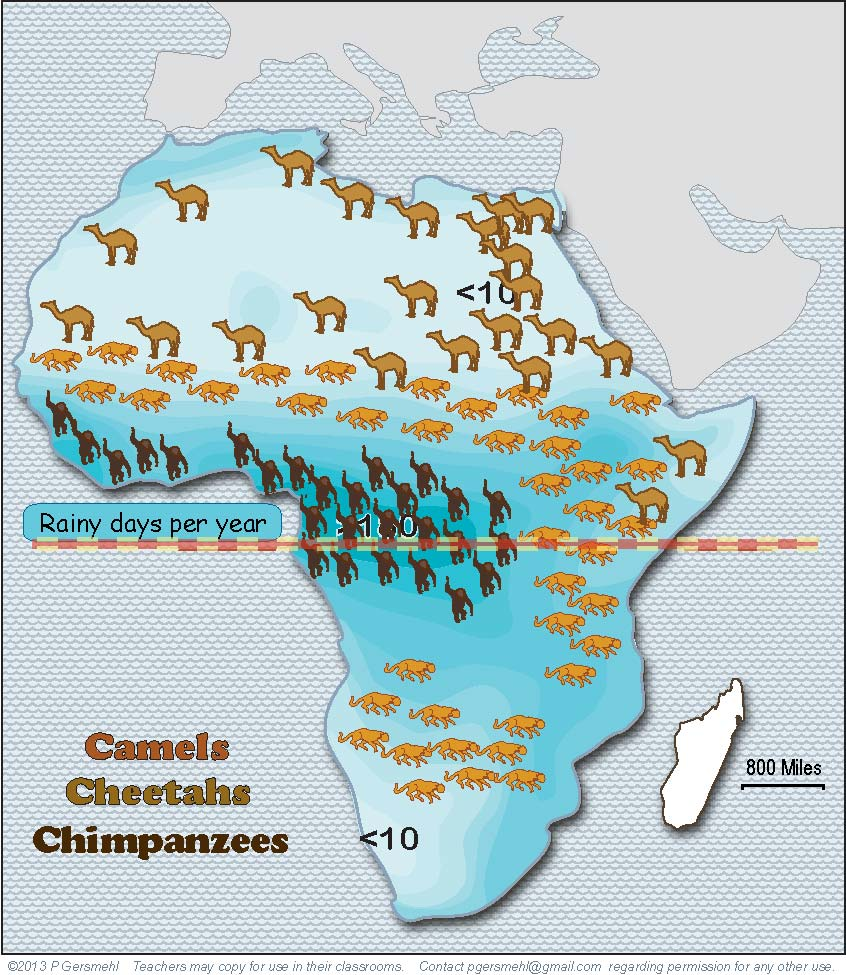 <10
Rainy days per year
>180
Camels
Cheetahs
Chimpanzees
800 Miles
<10
©2013 P Gersmehl Teachers may copy for use in their classrooms. Contact pgersmehl@gmail.com regarding permission for any other use.